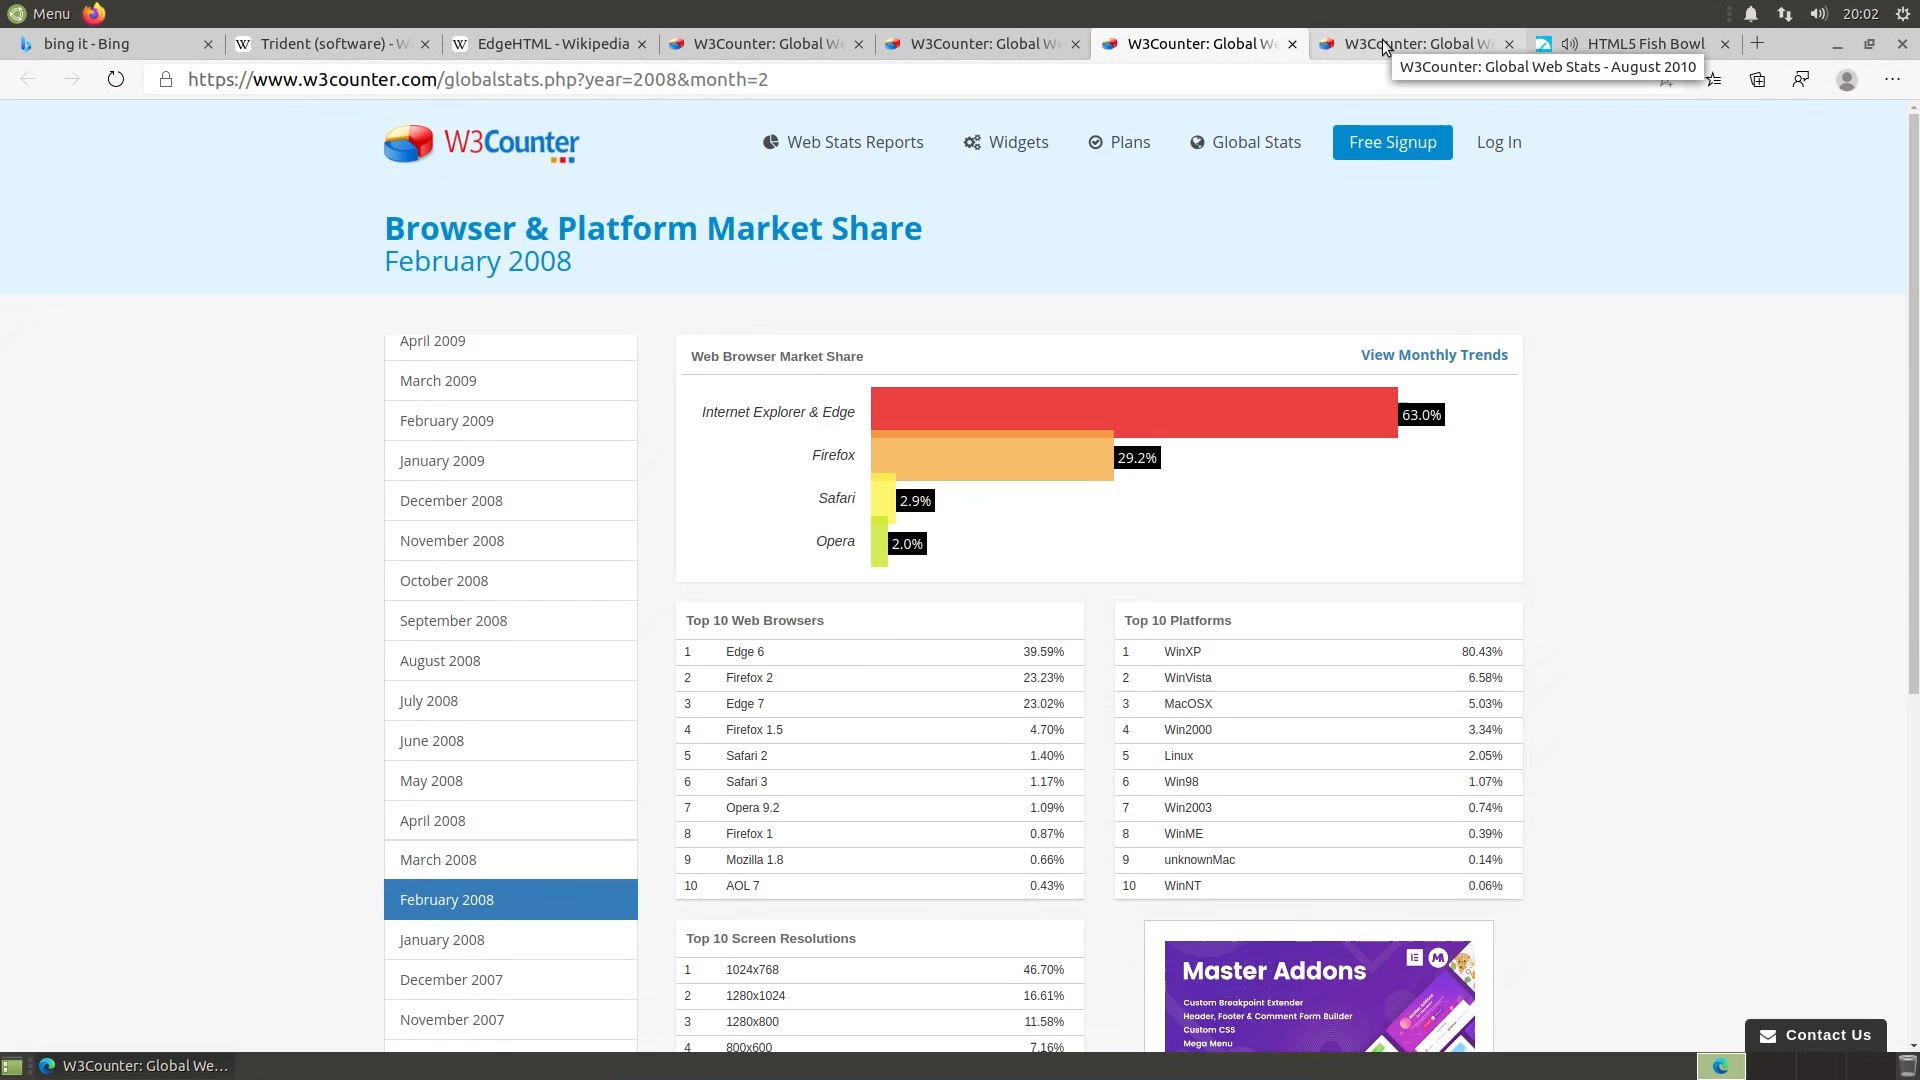 Menu
20:02
bing it - Bing
Trident (software) - W
EdgeHTML - Wikipedia
W3Counter: Global We
W3Counter: Global We
W3Counter: Global We
W3Counter: Global W
HTML5 Fish Bowl
W3Counter: Global Web Stats - August 2010
https://www.w3counter.com/globalstats.php?year=2008&month=2
W3Counter
Web Stats Reports
Widgets
Plans
Global Stats
Free Signup
Log In
Browser & Platform Market Share
February 2008
April 2009
March 2009
February 2009
January 2009
December 2008
November 2008
October 2008
September 2008
August 2008
July 2008
June 2008
May 2008
April 2008
March 2008
February 2008
January 2008
December 2007
November 2007
Web Browser Market Share
View Monthly Trends
Internet Explorer & Edge 63.0%
Firefox 29.2%
Safari 2.9%
Opera 2.0%
Top 10 Web Browsers
1 Edge 6 39.59%
2 Firefox 2 23.23%
3 Edge 7 23.02%
4 Firefox 1.5 4.70%
5 Safari 2 1.40%
6 Safari 3 1.17%
7 Opera 9.2 1.09%
8 Firefox 1 0.87%
9 Mozilla 1.8 0.66%
10 AOL 7 0.43%
Top 10 Platforms
1 WinXP 80.43%
2 WinVista 6.58%
3 MacOSX 5.03%
4 Win2000 3.34%
5 Linux 2.05%
6 Win98 1.07%
7 Win2003 0.74%
8 WinME 0.39%
9 unknownMac 0.14%
10 WinNT 0.06%
Top 10 Screen Resolutions
1 1024x768 46.70%
2 1280x1024 16.61%
3 1280x800 11.58%
4 800x600 7.16%
Master Addons
Custom Breakpoint Extender
Header, Footer & Comment Form Builder
Custom CSS
Mega Menu
Contact Us
W3Counter: Global We...